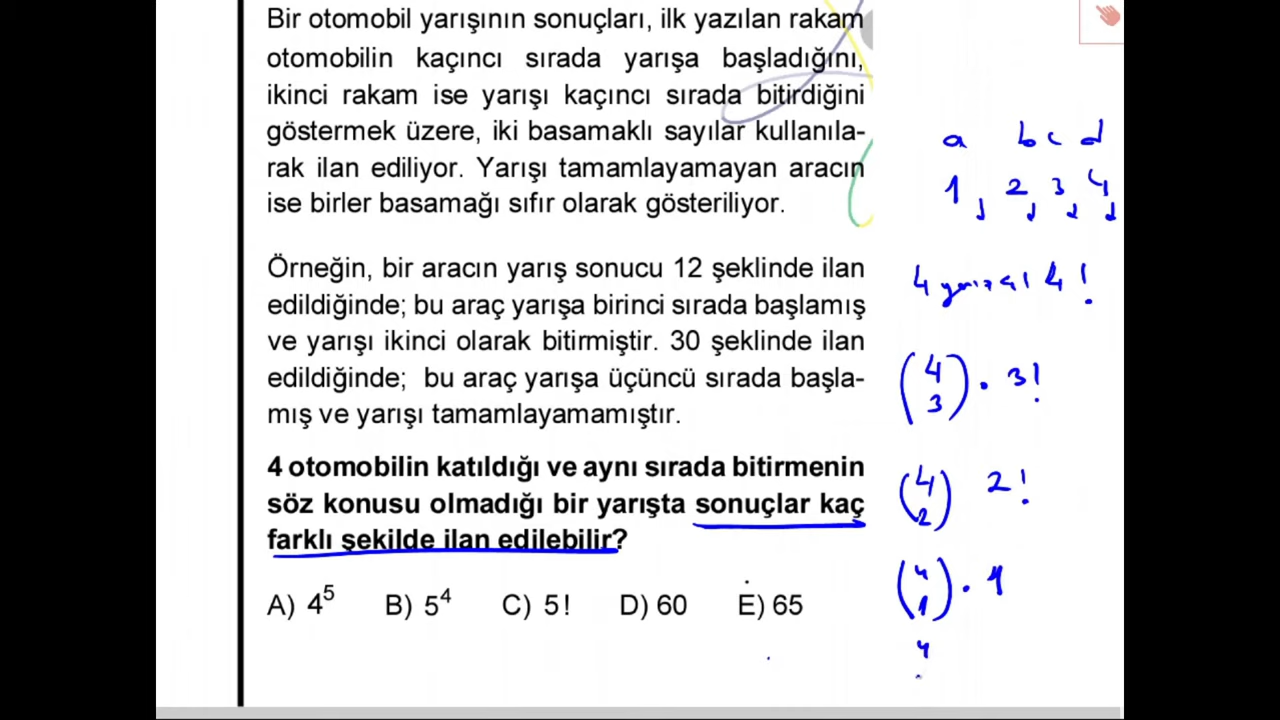 Bir otomobil yarışının sonuçları, ilk yazılan rakam
otomobilin kaçıncı sırada yarışa başladığını,
ikinci rakam ise yarışı kaçıncı sırada bitirdiğini
göstermek üzere, iki basamaklı sayılar kullanıla-
rak ilan ediliyor. Yarışı tamamlayamayan aracın
ise birler basamağı sıfır olarak gösteriliyor.
Örneğin, bir aracın yarış sonucu 12 şeklinde ilan
edildiğinde; bu araç yarışa birinci sırada başlamış
ve yarışı ikinci olarak bitirmiştir. 30 şeklinde ilan
edildiğinde; bu araç yarışa üçüncü sırada başla-
mış ve yarışı tamamlayamamıştır.
4 otomobilin katıldığı ve aynı sırada bitirmenin
söz konusu olmadığı bir yarışta sonuçlar kaç
farklı şekilde ilan edilebilir?
A) 4⁵ B) 5⁴ C) 5! D) 60 E) 65
a b c d
1 2 3 4
4 4!
(4 3) . 3!
(4 2) 2!
(4 1) . 1
4